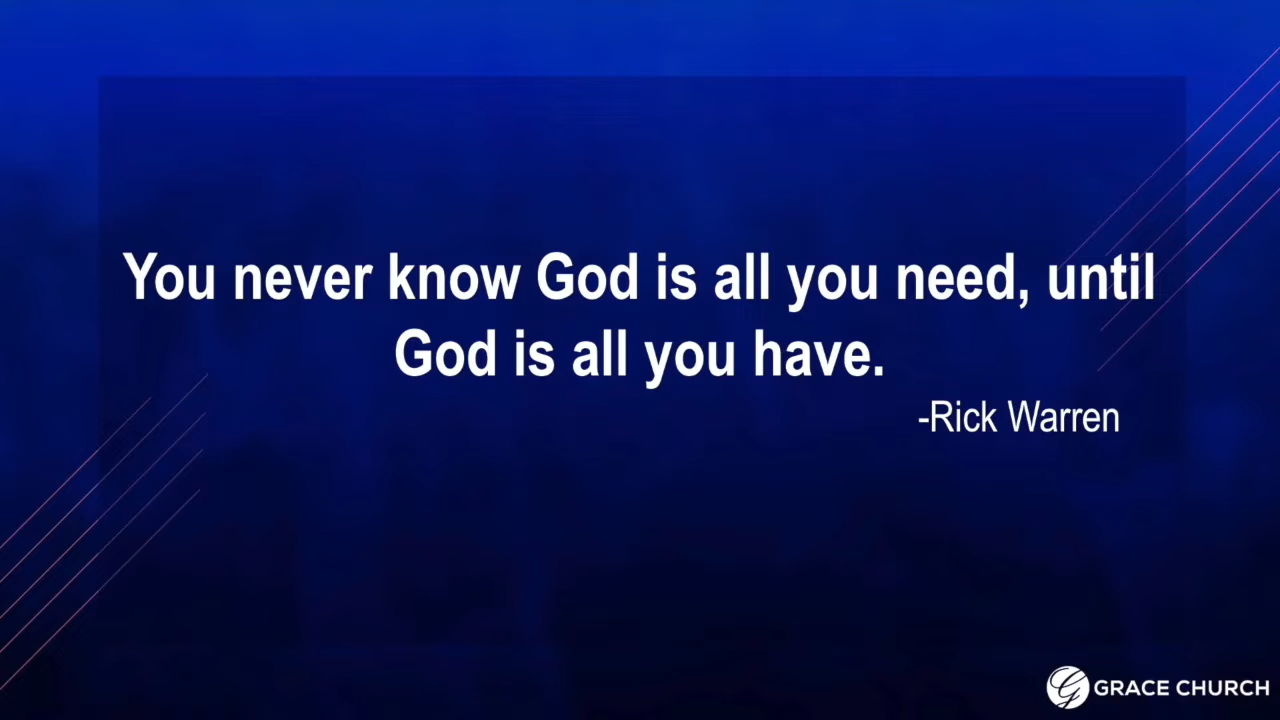 You never know God is all you need, until
God is all you have.
-Rick Warren
GRACE CHURCH